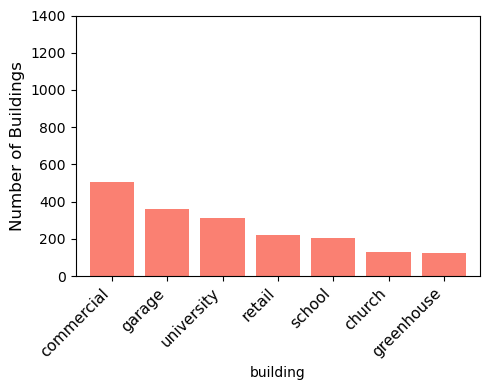 1400
1200
1000
800
600
400
200
0
Number of Buildings
commercial
garage
university
retail
school
church
greenhouse
building